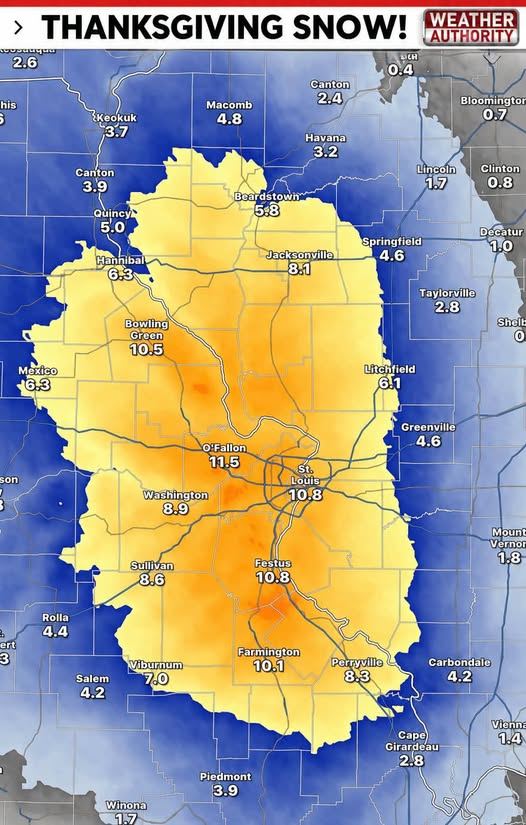 THANKSGIVING SNOW!
WEATHER
AUTHORITY
2.6
0.4
Canton
2.4
Macomb
4.8
Bloomington
0.7
Keokuk
3.7
Havana
3.2
Canton
3.9
Lincoln
1.7
Clinton
0.8
Beardstown
5.8
Quincy
5.0
Springfield
4.6
Decatur
1.0
Hannibal
6.3
Jacksonville
8.1
Taylorville
2.8
Bowling
Green
10.5
Mexico
6.3
Litchfield
6.1
Greenville
4.6
O'Fallon
11.5
St.
Louis
10.8
Washington
8.9
Mount
Vernon
1.8
Sullivan
8.6
Festus
10.8
Rolla
4.4
Farmington
10.1
Viburnum
7.0
Perryville
8.3
Carbondale
4.2
Salem
4.2
Vienna
1.4
Cape
Girardeau
2.8
Piedmont
3.9
Winona
1.7